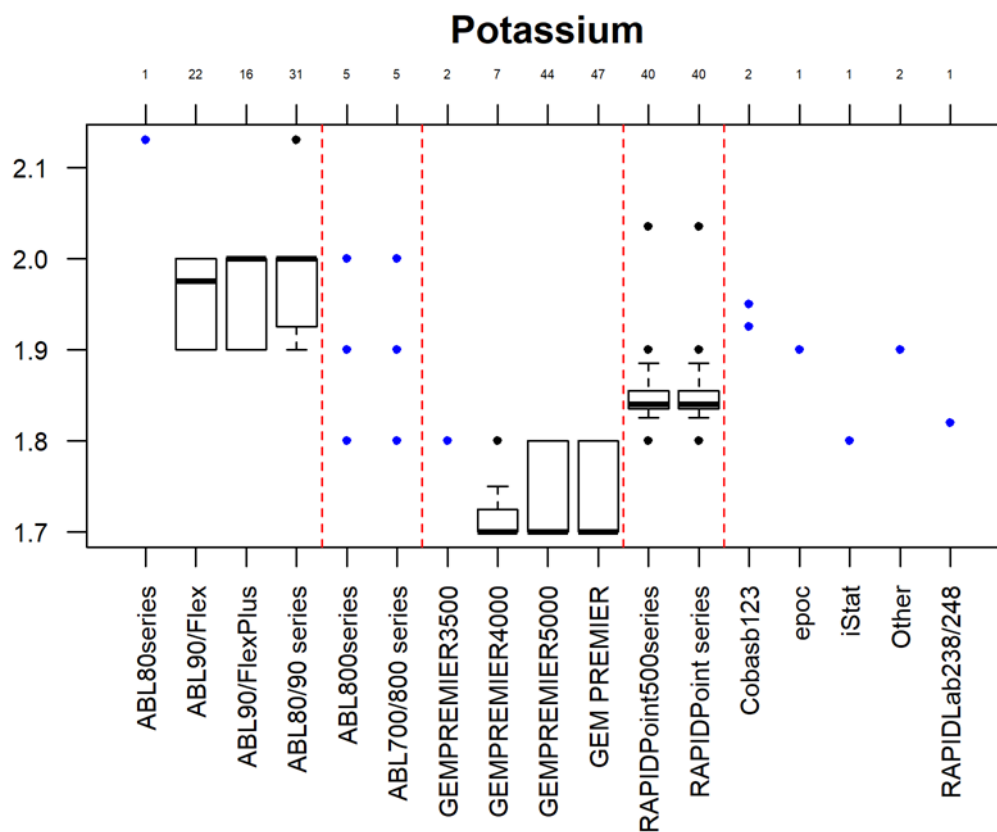 Potassium
1 22 16 31 5 5 2 7 44 47 40 40 2 1 1 2 1
2.1
2.0
1.9
1.8
1.7
ABL80series
ABL90/Flex
ABL90/FlexPlus
ABL80/90 series
ABL800series
ABL700/800 series
GEMPREMIER3500
GEMPREMIER4000
GEMPREMIER5000
GEM PREMIER
RAPIDPoint500series
RAPIDPoint series
Cobasb123
epoc
iStat
Other
RAPIDLab238/248